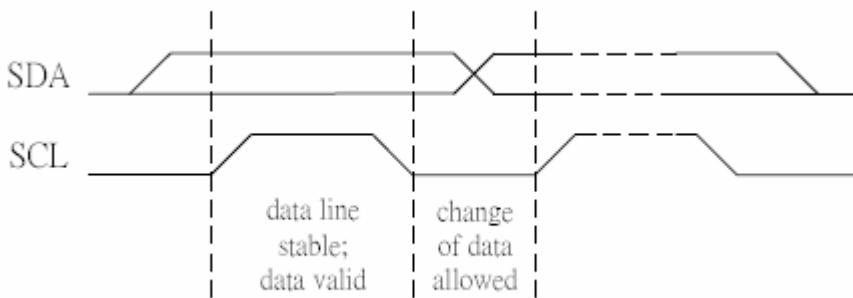 SDA
SCL
data line
stable;
data valid
change
of data
allowed